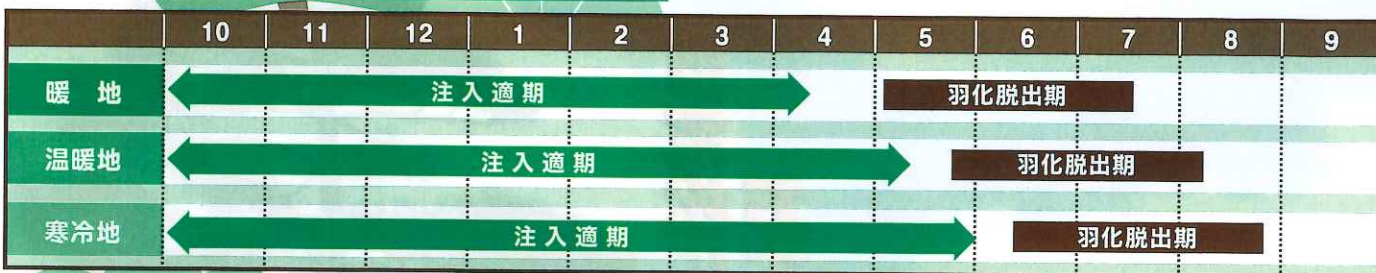 10 11 12 1 2 3 4 5 6 7 8 9
暖 地 注入適期 羽化脱出期
温暖地 注入適期 羽化脱出期
寒冷地 注入適期 羽化脱出期